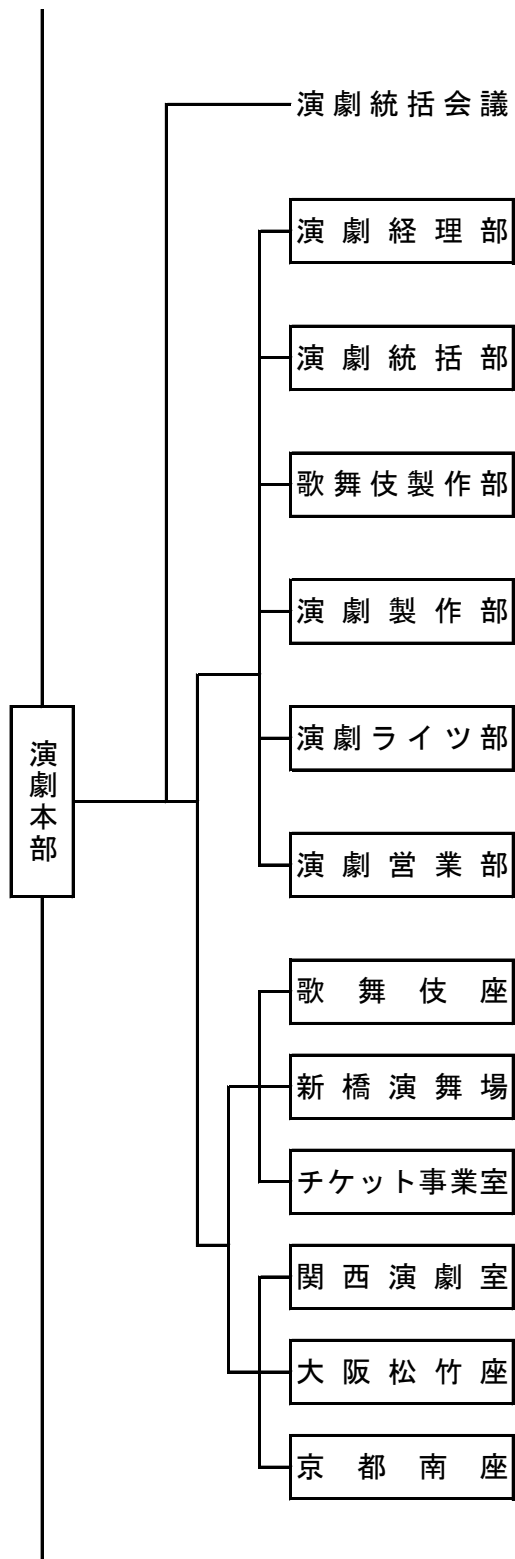 演劇統括会議
演劇経理部
演劇統括部
歌舞伎製作部
演劇製作部
演劇ライツ部
演劇本部
演劇営業部
歌舞伎座
新橋演舞場
チケット事業室
関西演劇室
大阪松竹座
京都南座